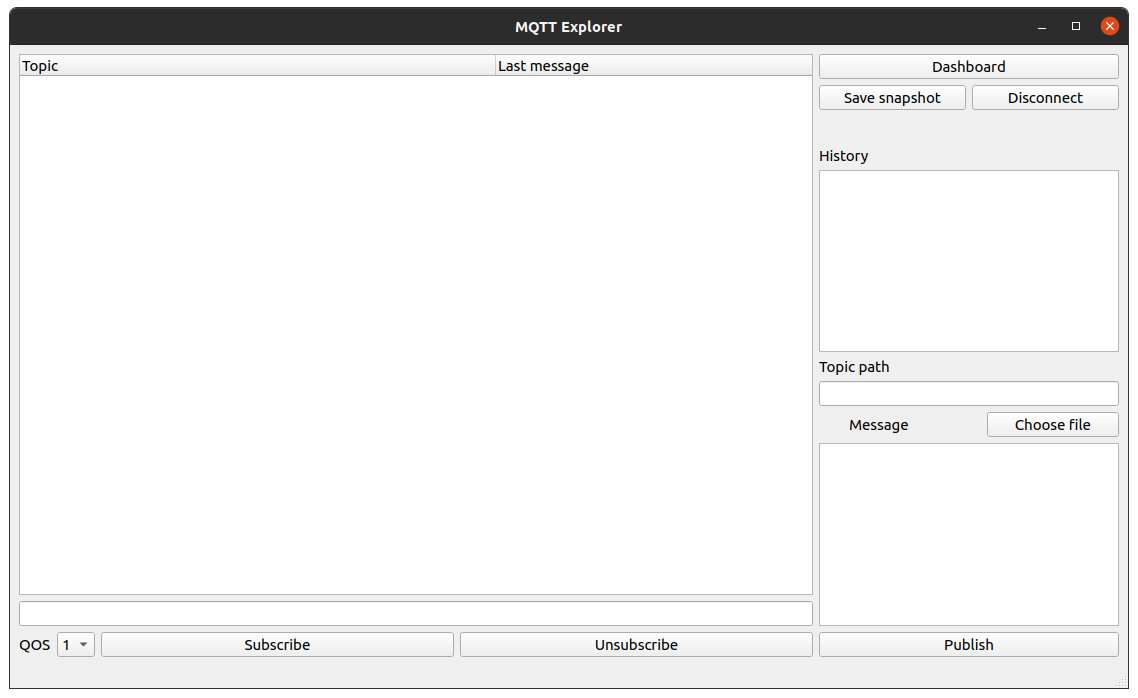 MQTT Explorer
Topic Last message
Dashboard
Save snapshot Disconnect
History
Topic path
Message Choose file
QOS 1 Subscribe Unsubscribe Publish